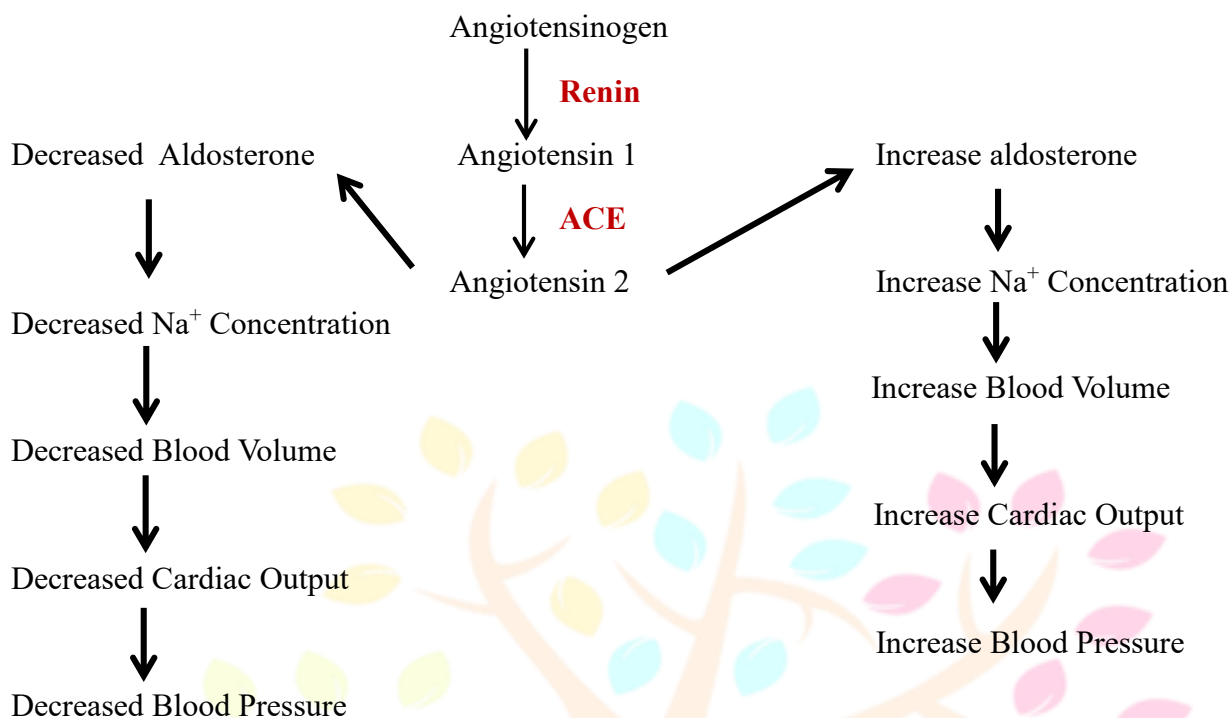 Angiotensinogen
Renin
Decreased Aldosterone
Angiotensin 1
Increase aldosterone
ACE
Angiotensin 2
Increase Na⁺ Concentration
Decreased Na⁺ Concentration
Increase Blood Volume
Decreased Blood Volume
Increase Cardiac Output
Decreased Cardiac Output
Increase Blood Pressure
Decreased Blood Pressure